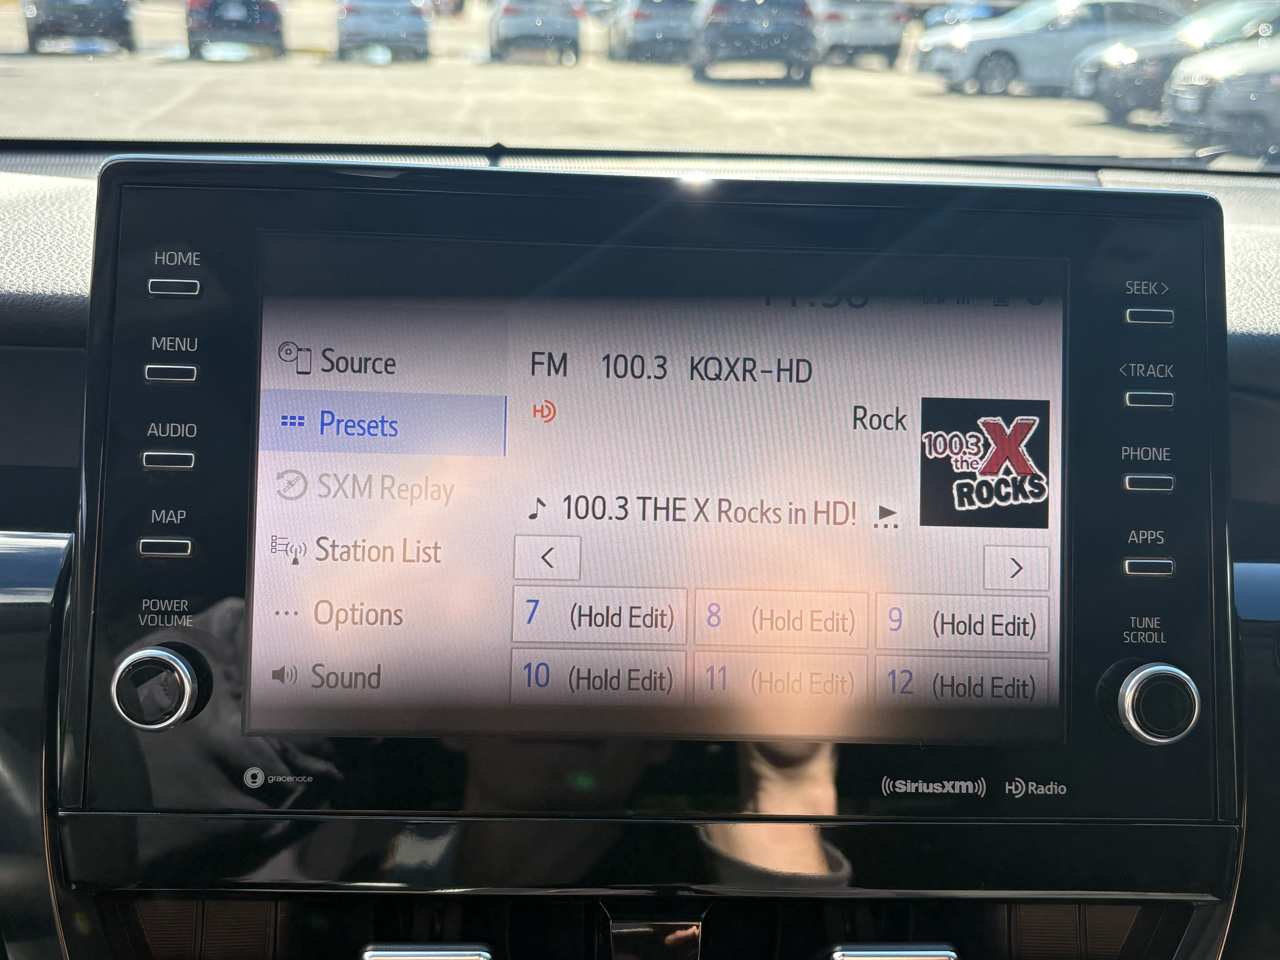 HOME
MENU
AUDIO
MAP
POWER
VOLUME
Source
Presets
SXM Replay
Station List
Options
Sound
FM 100.3 KQXR-HD
HD
Rock
100.3
the
X
ROCKS
100.3 THE X Rocks in HD!
<
>
7 (Hold Edit)
8 (Hold Edit)
9 (Hold Edit)
10 (Hold Edit)
11 (Hold Edit)
12 (Hold Edit)
SEEK >
< TRACK
PHONE
APPS
TUNE
SCROLL
gracenote
((SiriusXM))
HD Radio